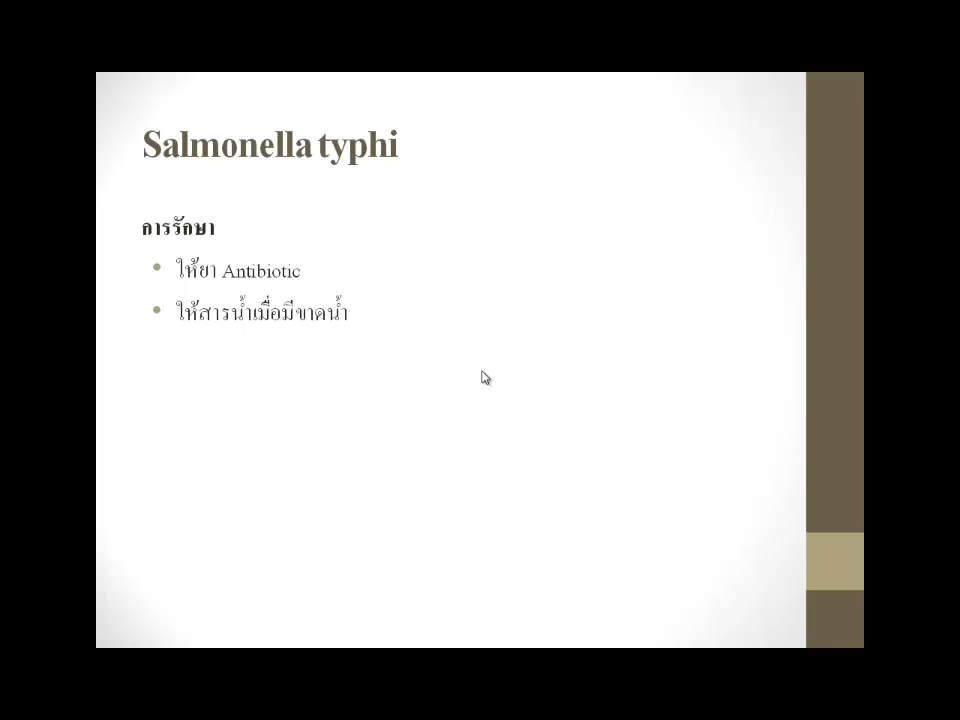 Salmonella typhi
การรักษา
• ให้ยา Antibiotic
• ให้สารน้ำเมื่อมีขาดน้ำ